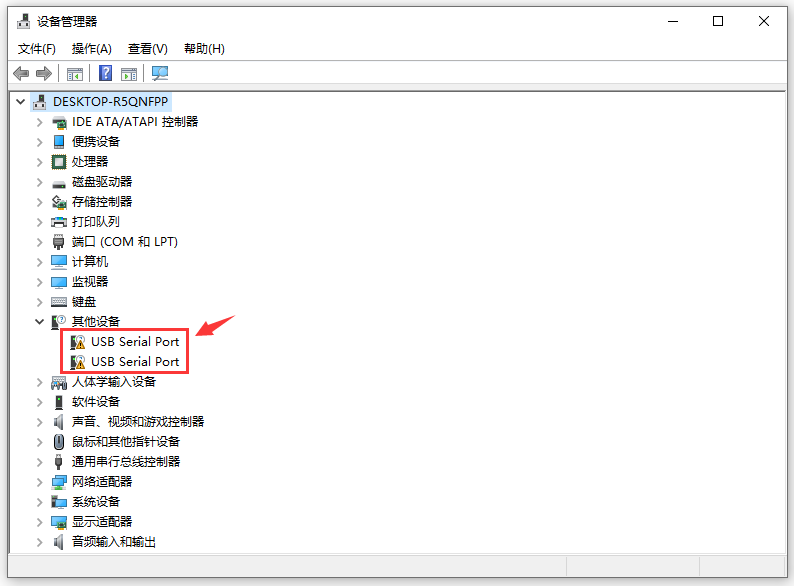 设备管理器
文件(F) 操作(A) 查看(V) 帮助(H)
DESKTOP-R5QNFPP
IDE ATA/ATAPI 控制器
便携设备
处理器
磁盘驱动器
存储控制器
打印队列
端口 (COM 和 LPT)
计算机
监视器
键盘
其他设备
USB Serial Port
USB Serial Port
人体学输入设备
软件设备
声音、视频和游戏控制器
鼠标和其他指针设备
通用串行总线控制器
网络适配器
系统设备
显示适配器
音频输入和输出